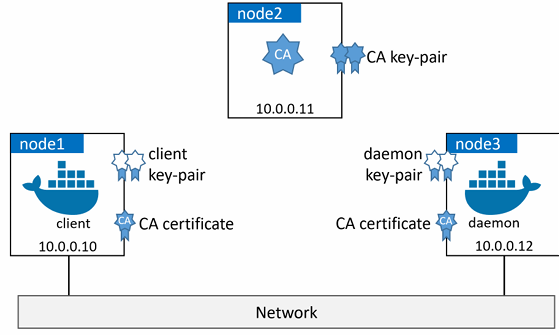 node2
CA
CA key-pair
10.0.0.11
node1
client
key-pair
client
CA
CA certificate
10.0.0.10
node3
daemon
key-pair
daemon
CA certificate
CA
10.0.0.12
Network